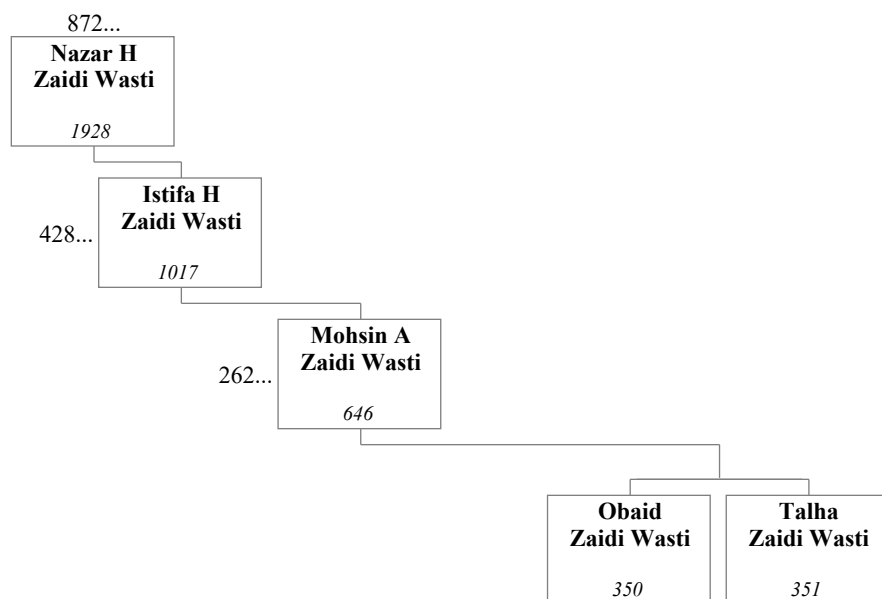 872...
Nazar H
Zaidi Wasti
1928
Istifa H
Zaidi Wasti
428...
1017
Mohsin A
Zaidi Wasti
262...
646
Obaid
Zaidi Wasti
350
Talha
Zaidi Wasti
351